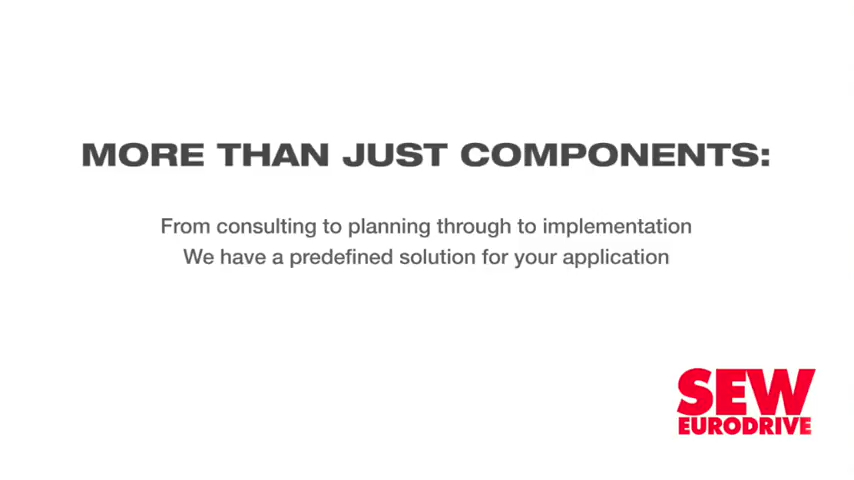 MORE THAN JUST COMPONENTS:
From consulting to planning through to implementation
We have a predefined solution for your application
SEW
EURODRIVE